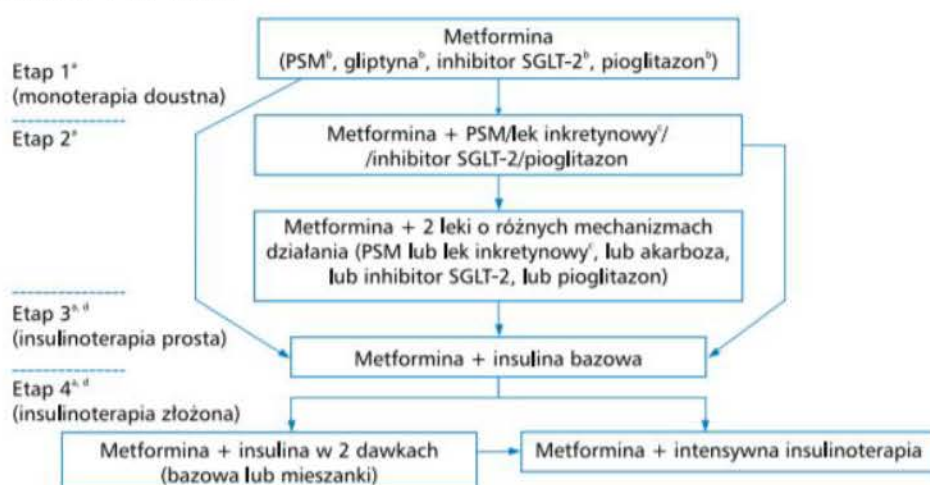 Metformina
(PSMᵇ, gliptynaᵇ, inhibitor SGLT-2ᵇ, pioglitazonᵇ)
Etap 1ᵃ
(monoterapia doustna)
Etap 2ᵃ
Metformina + PSM/lek inkretynowyᶜ/
/inhibitor SGLT-2/pioglitazon
Metformina + 2 leki o różnych mechanizmach
działania (PSM lub lek inkretynowyᶜ, lub akarboza,
lub inhibitor SGLT-2, lub pioglitazon)
Etap 3ᵃ,ᵈ
(insulinoterapia prosta)
Metformina + insulina bazowa
Etap 4ᵃ,ᵈ
(insulinoterapia złożona)
Metformina + insulina w 2 dawkach
(bazowa lub mieszanki)
Metformina + intensywna insulinoterapia